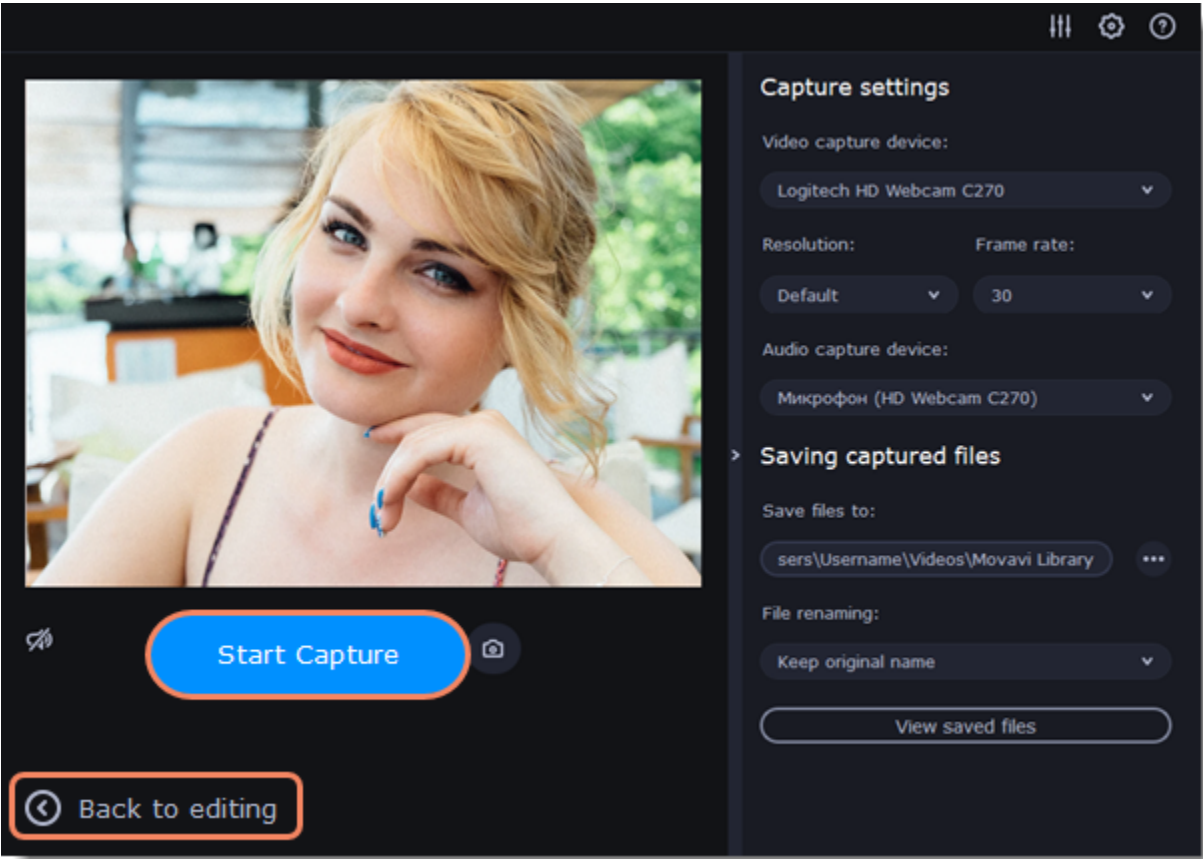 Capture settings
Video capture device:
Logitech HD Webcam C270
Resolution: Frame rate:
Default 30
Audio capture device:
Микрофон (HD Webcam C270)
Saving captured files
Save files to:
sers\Username\Videos\Movavi Library
File renaming:
Keep original name
View saved files
Start Capture
Back to editing